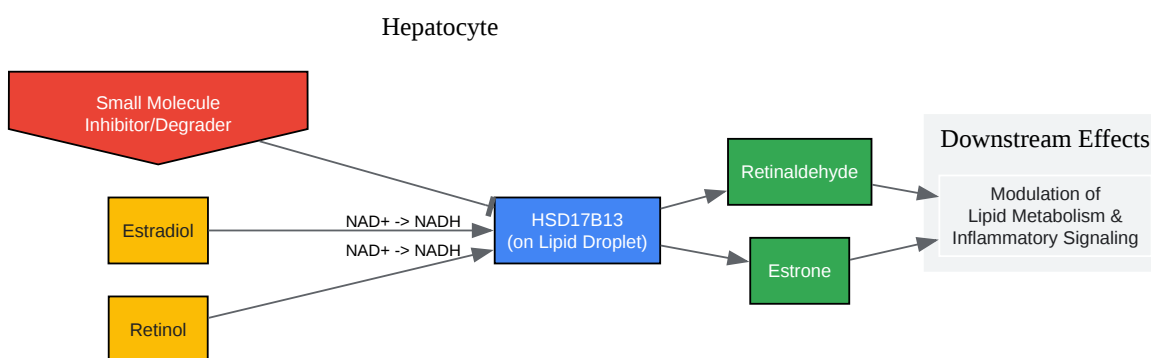 Hepatocyte
Small Molecule
Inhibitor/Degrader
Estradiol
NAD+ -> NADH
NAD+ -> NADH
Retinol
HSD17B13
(on Lipid Droplet)
Retinaldehyde
Estrone
Downstream Effects
Modulation of
Lipid Metabolism &
Inflammatory Signaling